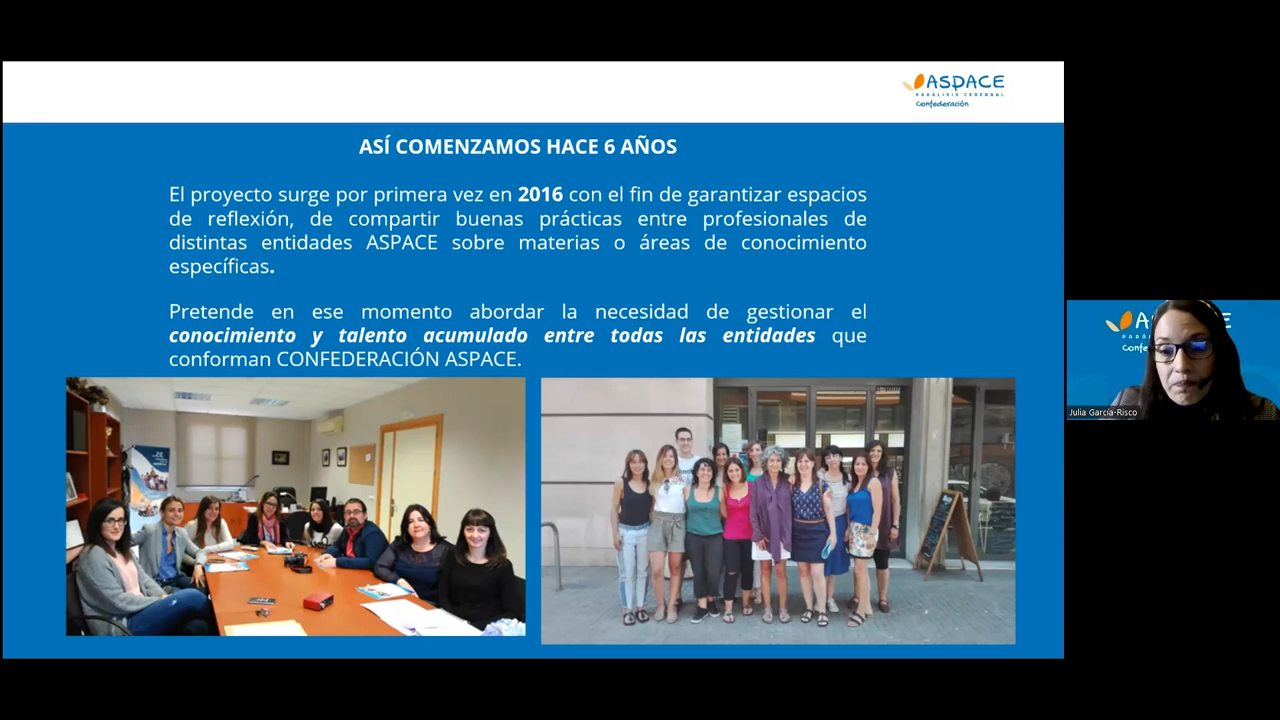 ASPACE
PARÁLISIS CEREBRAL
Confederación
ASÍ COMENZAMOS HACE 6 AÑOS
El proyecto surge por primera vez en 2016 con el fin de garantizar espacios
de reflexión, de compartir buenas prácticas entre profesionales de
distintas entidades ASPACE sobre materias o áreas de conocimiento
específicas.
Pretende en ese momento abordar la necesidad de gestionar el
conocimiento y talento acumulado entre todas las entidades que
conforman CONFEDERACIÓN ASPACE.
Julia García-Risco